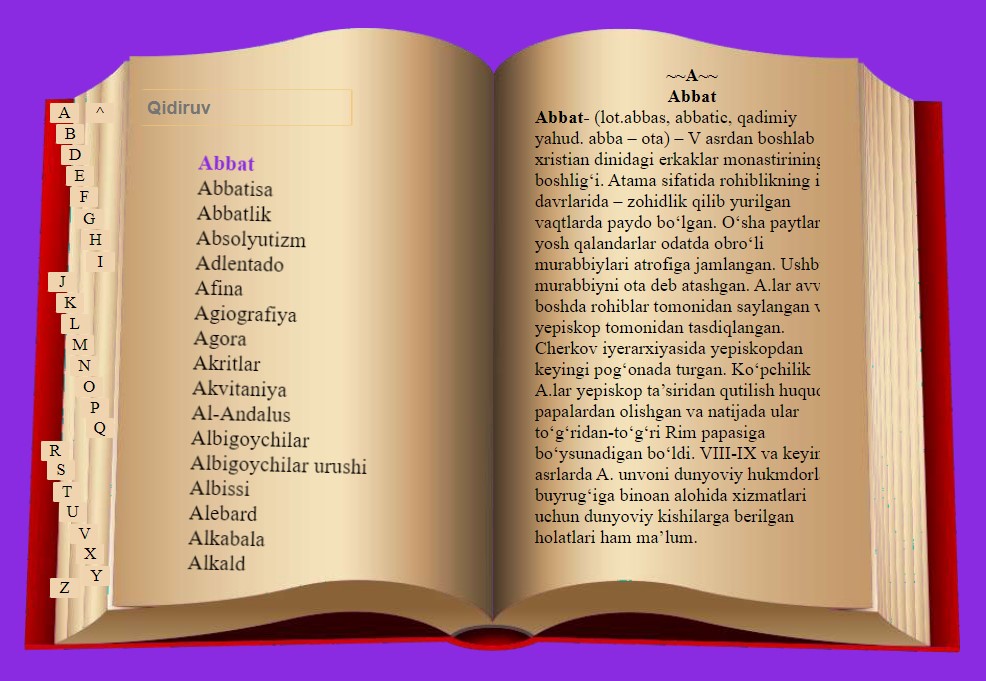 A ^
B
D
E
F
G
H
I
J
K
L
M
N
O
P
Q
R
S
T
U
V
X
Y
Z
Qidiruv
Abbat
Abbatisa
Abbatlik
Absolyutizm
Adlentado
Afina
Agiografiya
Agora
Akritlar
Akvitaniya
Al-Andalus
Albigoychilar
Albigoychilar urushi
Albissi
Alebard
Alkabala
Alkald
~~A~~
Abbat
Abbat- (lot.abbas, abbatic, qadimiy
yahud. abba – ota) – V asrdan boshlab
xristian dinidagi erkaklar monastirining
boshlig‘i. Atama sifatida rohiblikning i
davrlarida – zohidlik qilib yurilgan
vaqtlarda paydo bo‘lgan. O‘sha paytlar
yosh qalandarlar odatda obro‘li
murabbiylari atrofiga jamlangan. Ushb
murabbiyni ota deb atashgan. A.lar avv
boshda rohiblar tomonidan saylangan v
yepiskop tomonidan tasdiqlangan.
Cherkov iyerarxiyasida yepiskopdan
keyingi pog‘onada turgan. Ko‘pchilik
A.lar yepiskop ta’siridan qutilish huquq
papalardan olishgan va natijada ular
to‘g‘ridan-to‘g‘ri Rim papasiga
bo‘ysunadigan bo‘ldi. VIII-IX va keyin
asrlarda A. unvoni dunyoviy hukmdorl
buyrug‘iga binoan alohida xizmatlari
uchun dunyoviy kishilarga berilgan
holatlari ham ma’lum.